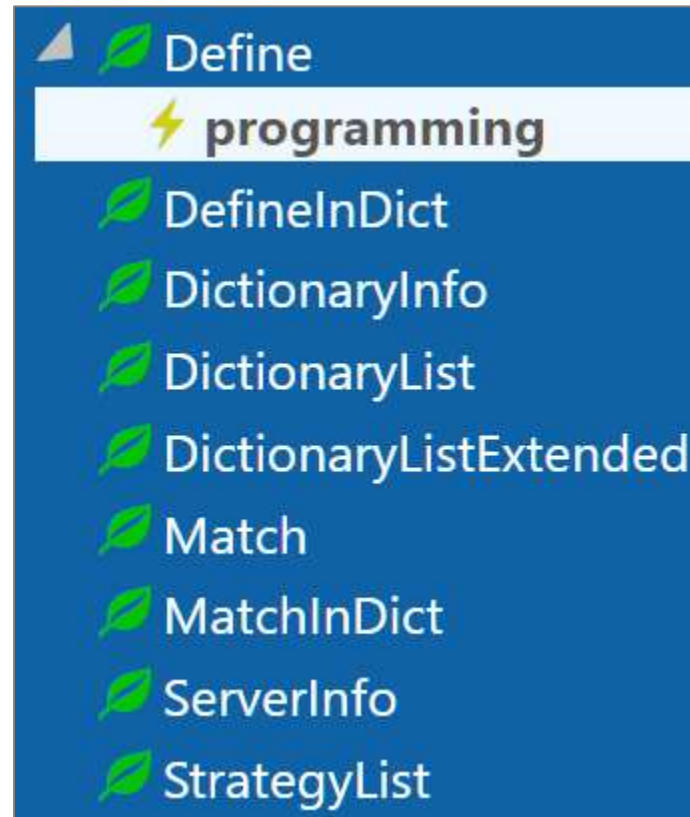 Define
programming
DefineInDict
DictionaryInfo
DictionaryList
DictionaryListExtended
Match
MatchInDict
ServerInfo
StrategyList